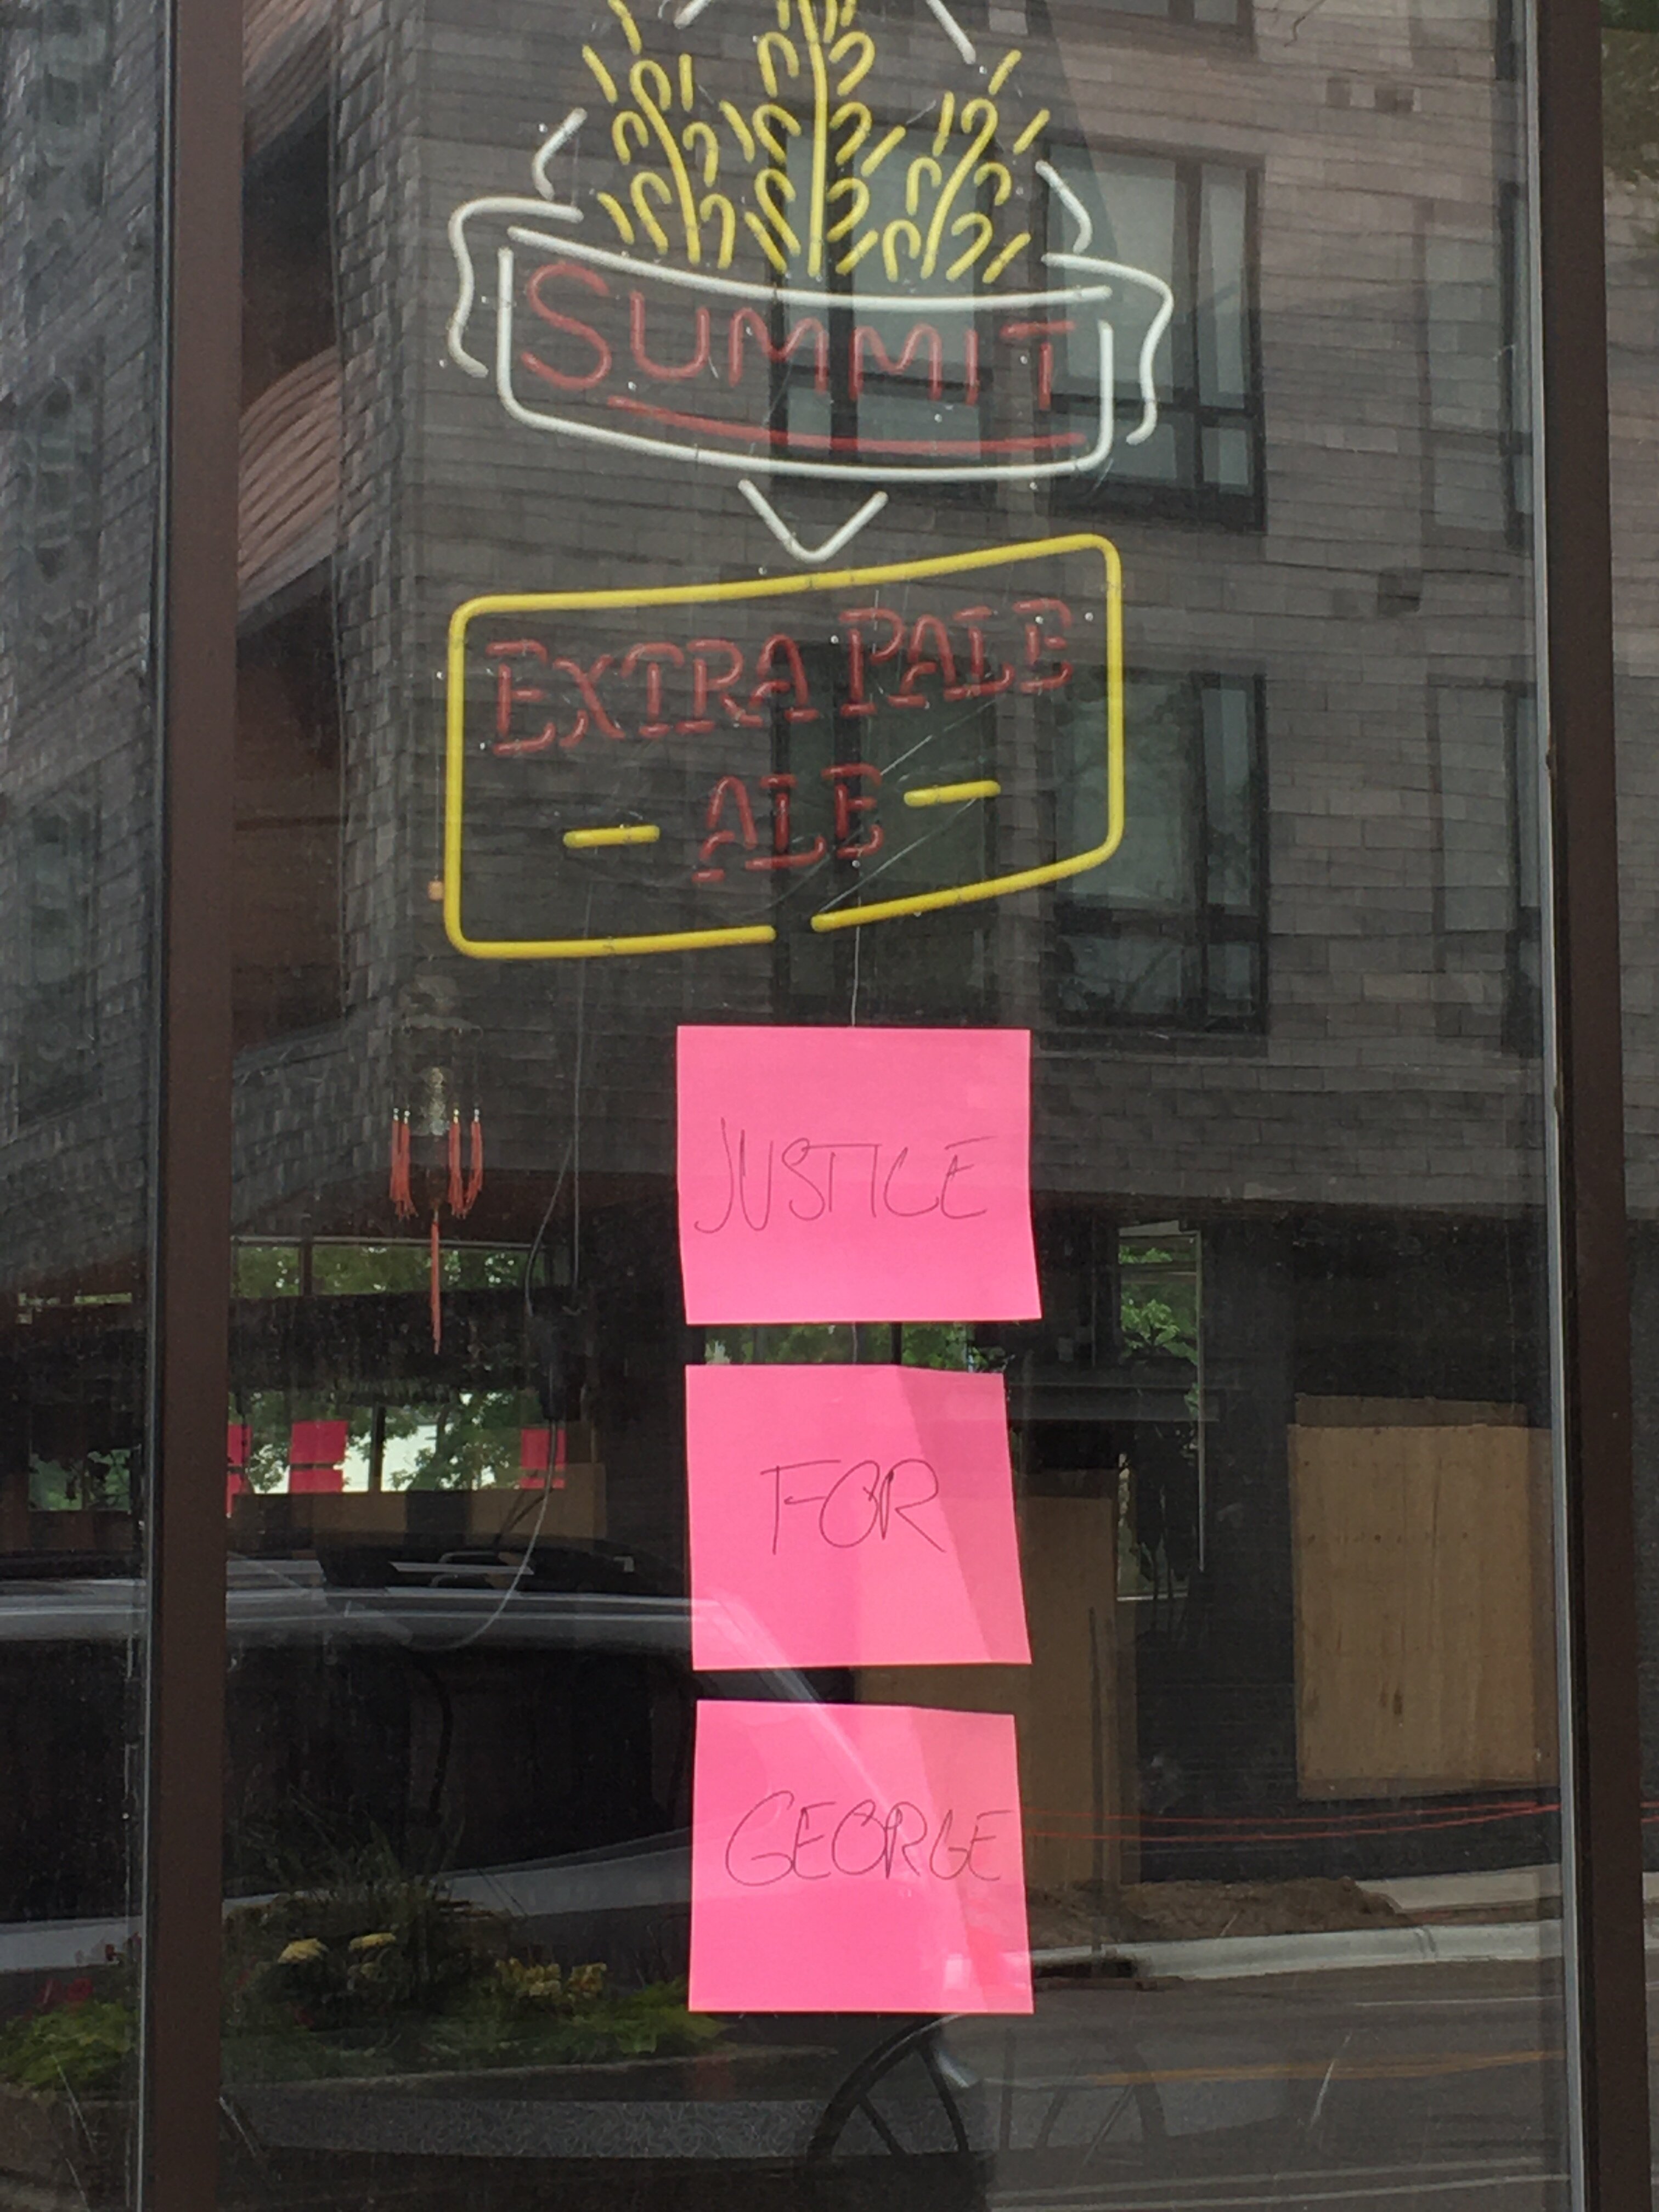 SUMMIT
EXTRA PALE
ALE
JUSTICE
FOR
GEORGE